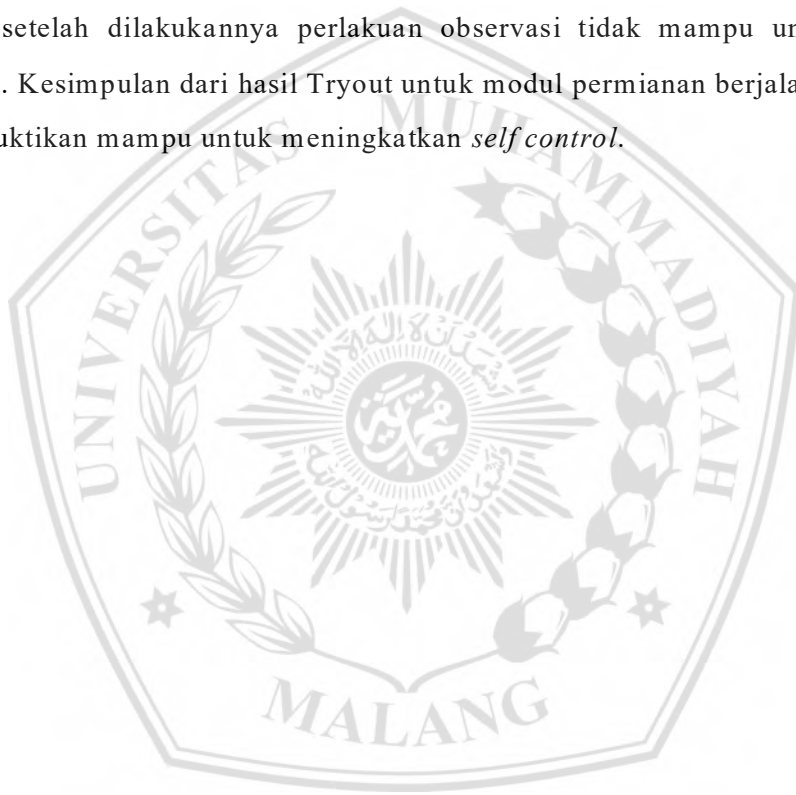 setelah dilakukannya perlakuan observasi tidak mampu un
. Kesimpulan dari hasil Tryout untuk modul permianan berjala
uktikan mampu untuk meningkatkan self control.
UNIVERSITAS MUHAMMADIYAH
MALANG